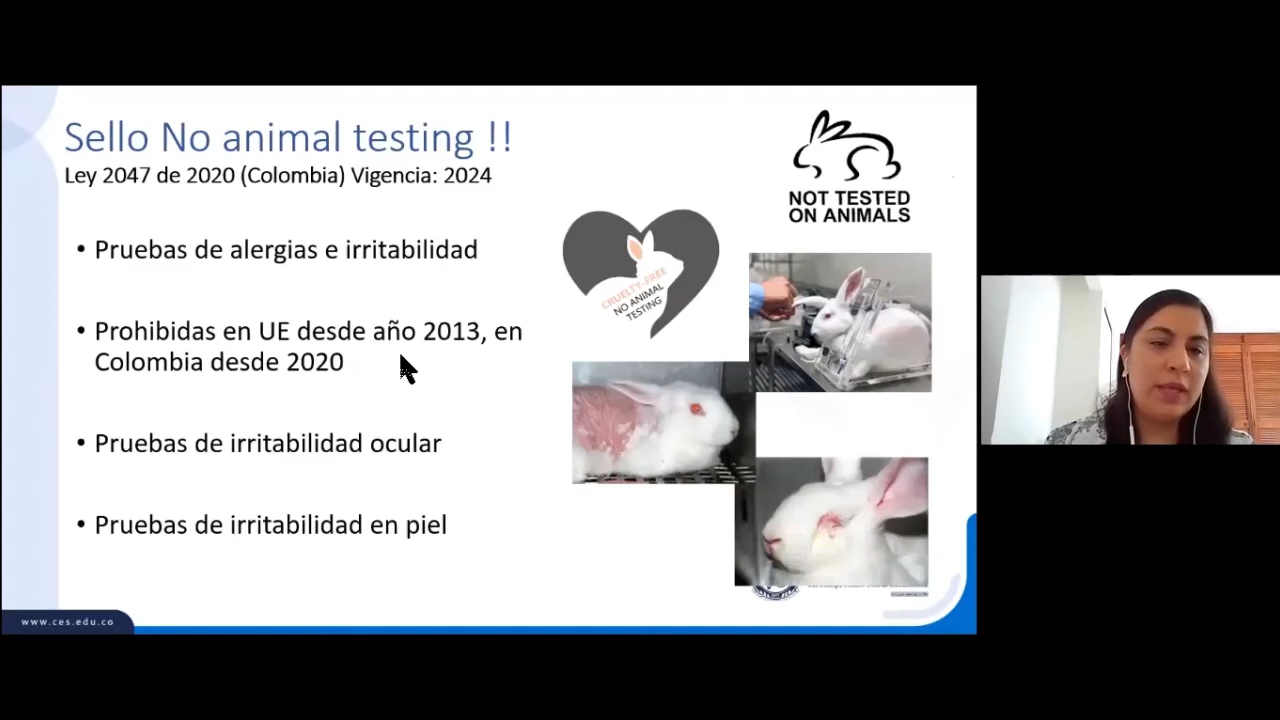 Sello No animal testing !!
Ley 2047 de 2020 (Colombia) Vigencia: 2024
NOT TESTED
ON ANIMALS
• Pruebas de alergias e irritabilidad
CRUELTY-FREE
NO ANIMAL
TESTING
• Prohibidas en UE desde año 2013, en
Colombia desde 2020
• Pruebas de irritabilidad ocular
• Pruebas de irritabilidad en piel
www.ces.edu.co